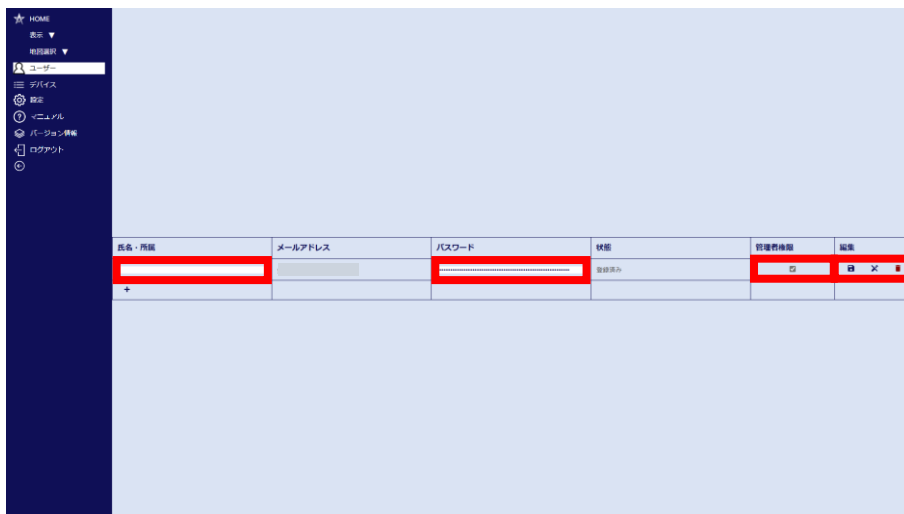 HOME
表示 ▼
地図選択 ▼
ユーザー
デバイス
設定
マニュアル
バージョン情報
ログアウト
氏名・所属 メールアドレス パスワード 状態 管理者権限 編集
登録済み
+